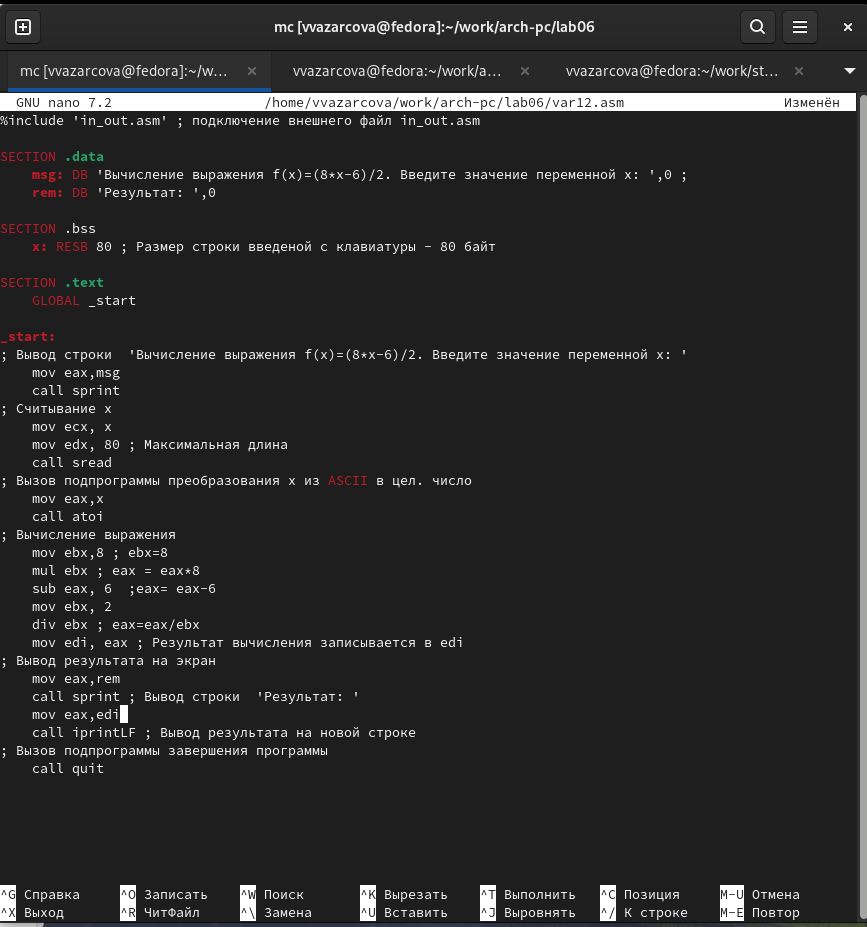 mc [vvazarcova@fedora]:~/work/arch-pc/lab06
mc [vvazarcova@fedora]:~/w... vvazarcova@fedora:~/work/a... vvazarcova@fedora:~/work/st...
GNU nano 7.2 /home/vvazarcova/work/arch-pc/lab06/var12.asm Изменён
%include 'in_out.asm' ; подключение внешнего файл in_out.asm
SECTION .data
msg: DB 'Вычисление выражения f(x)=(8*x-6)/2. Введите значение переменной x: ',0 ;
rem: DB 'Результат: ',0
SECTION .bss
x: RESB 80 ; Размер строки введеной с клавиатуры - 80 байт
SECTION .text
GLOBAL _start
_start:
; Вывод строки  'Вычисление выражения f(x)=(8*x-6)/2. Введите значение переменной x: '
mov eax,msg
call sprint
; Считывание x
mov ecx, x
mov edx, 80 ; Максимальная длина
call sread
; Вызов подпрограммы преобразования x из ASCII в цел. число
mov eax,x
call atoi
; Вычисление выражения
mov ebx,8 ; ebx=8
mul ebx ; eax = eax*8
sub eax, 6  ;eax= eax-6
mov ebx, 2
div ebx ; eax=eax/ebx
mov edi, eax ; Результат вычисления записывается в edi
; Вывод результата на экран
mov eax,rem
call sprint ; Вывод строки  'Результат: '
mov eax,edi
call iprintLF ; Вывод результата на новой строке
; Вызов подпрограммы завершения программы
call quit
^G Справка ^O Записать ^W Поиск ^K Вырезать ^T Выполнить ^C Позиция M-U Отмена
^X Выход ^R ЧитФайл ^\ Замена ^U Вставить ^J Выровнять ^/ К строке M-E Повтор